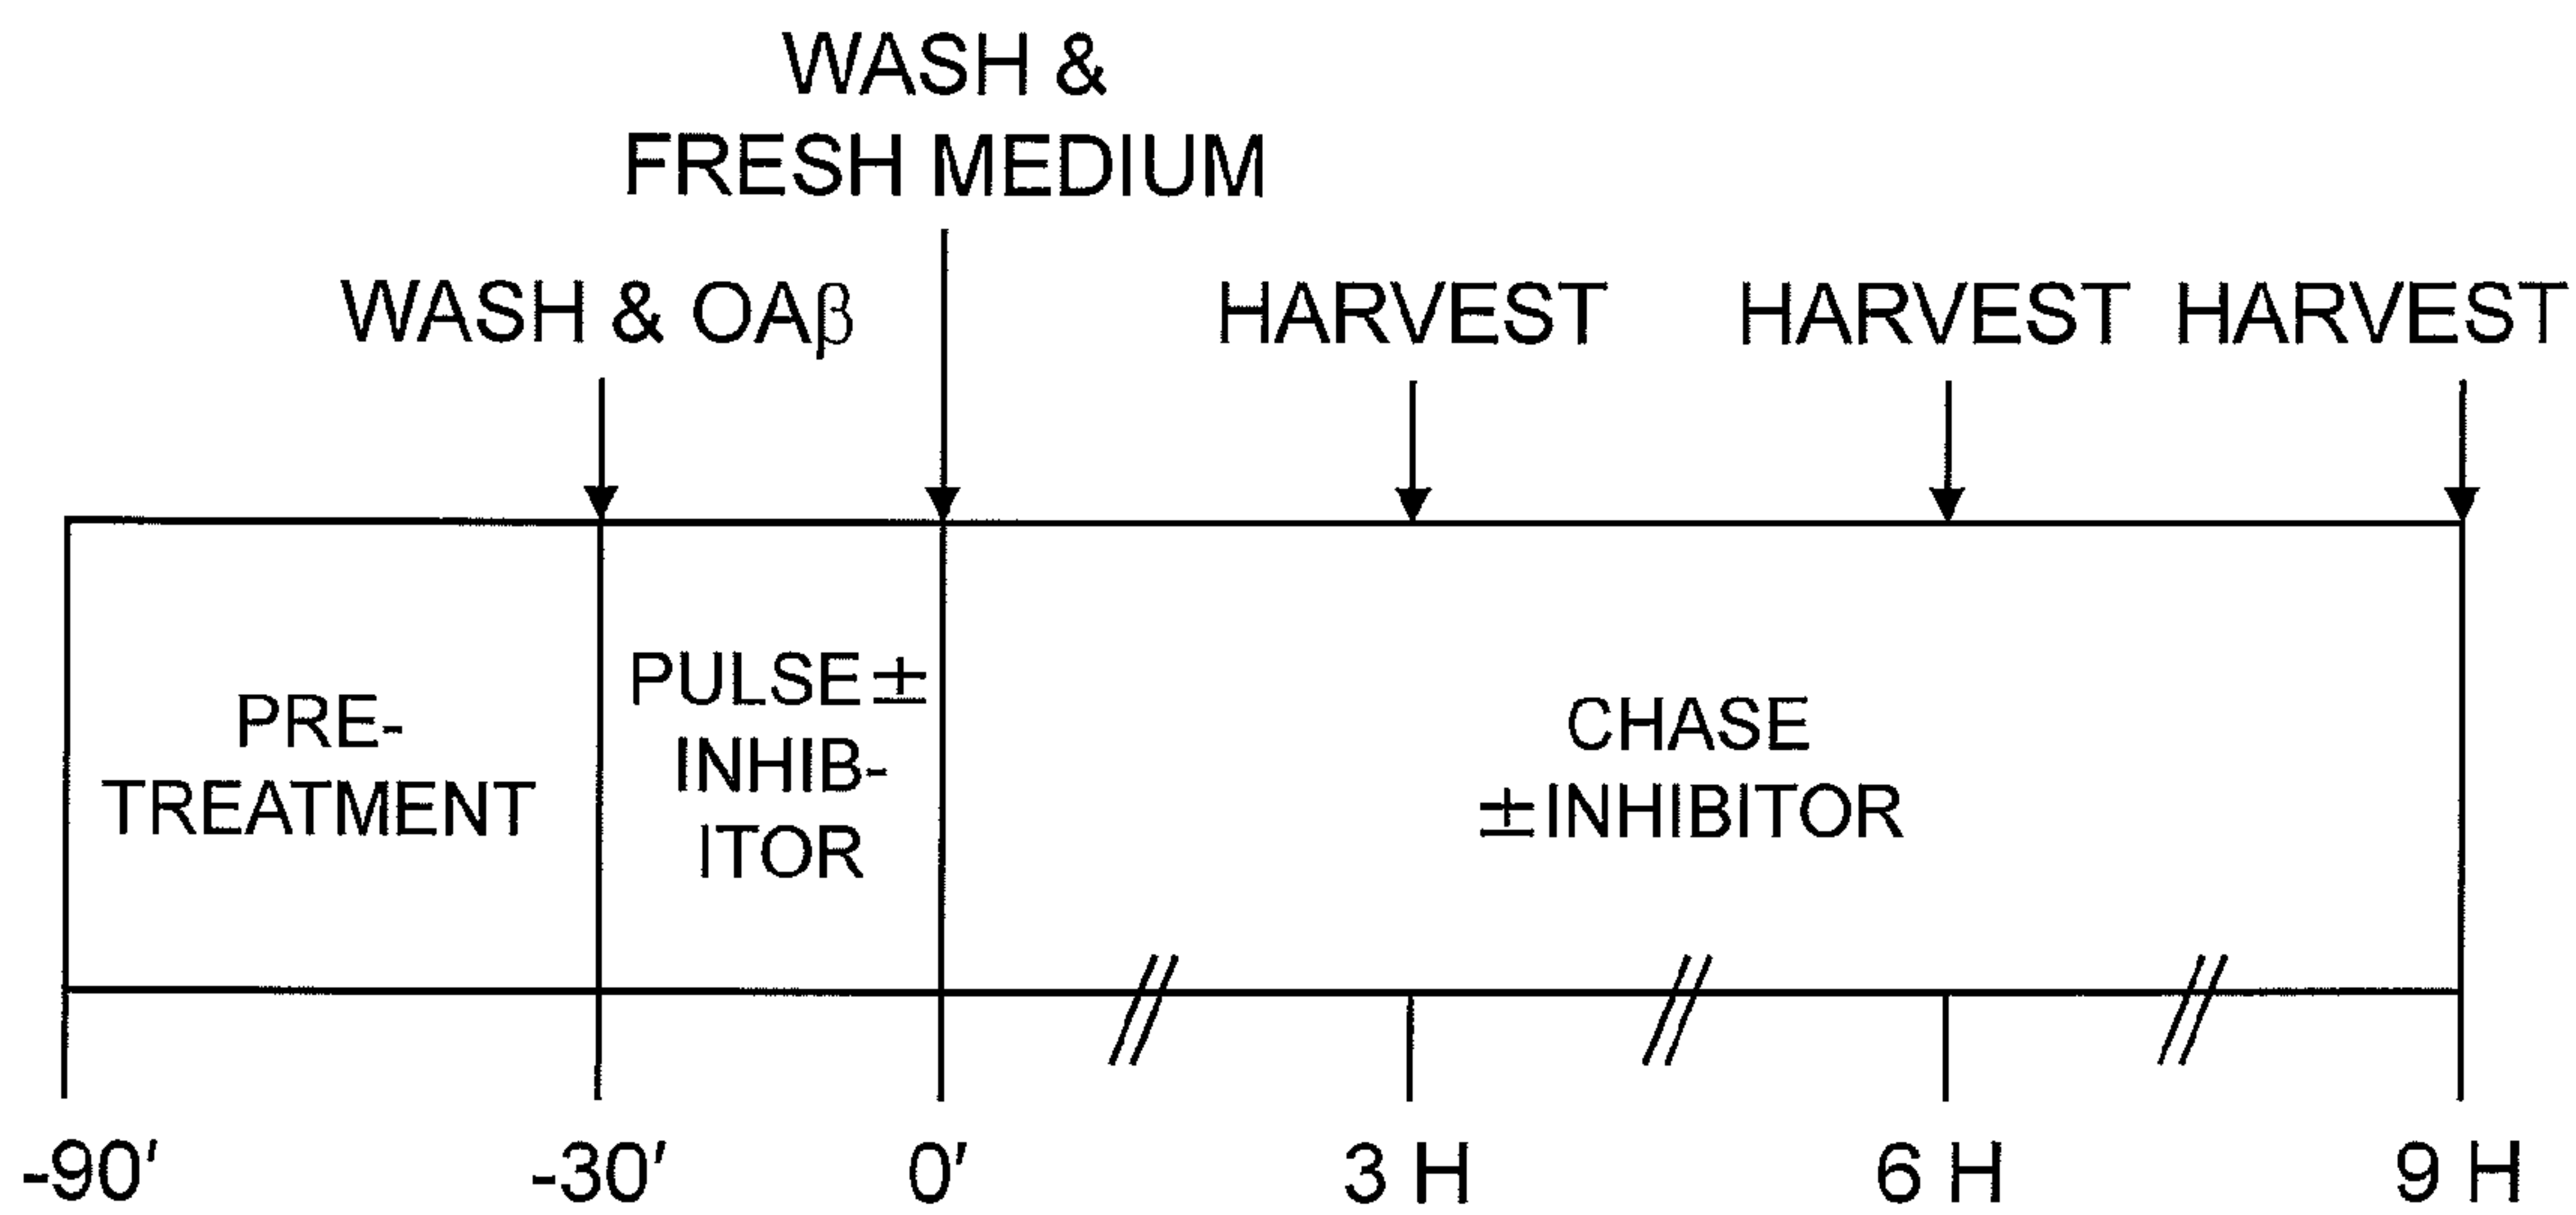 WASH &
FRESH MEDIUM
WASH & OAβ
HARVEST
HARVEST
HARVEST
PRE-
TREATMENT
PULSE ±
INHIB-
ITOR
CHASE
± INHIBITOR
-90'
-30'
0'
3 H
6 H
9 H